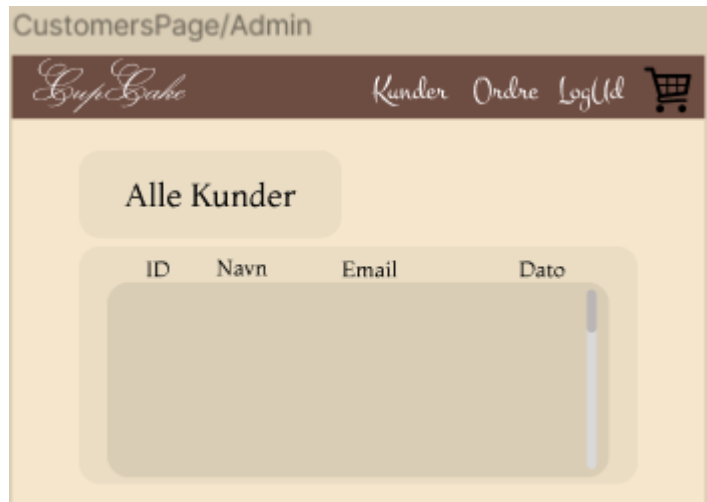 CustomersPage/Admin
CupCake Kunder Ordre LogUd
Alle Kunder
ID Navn Email Dato